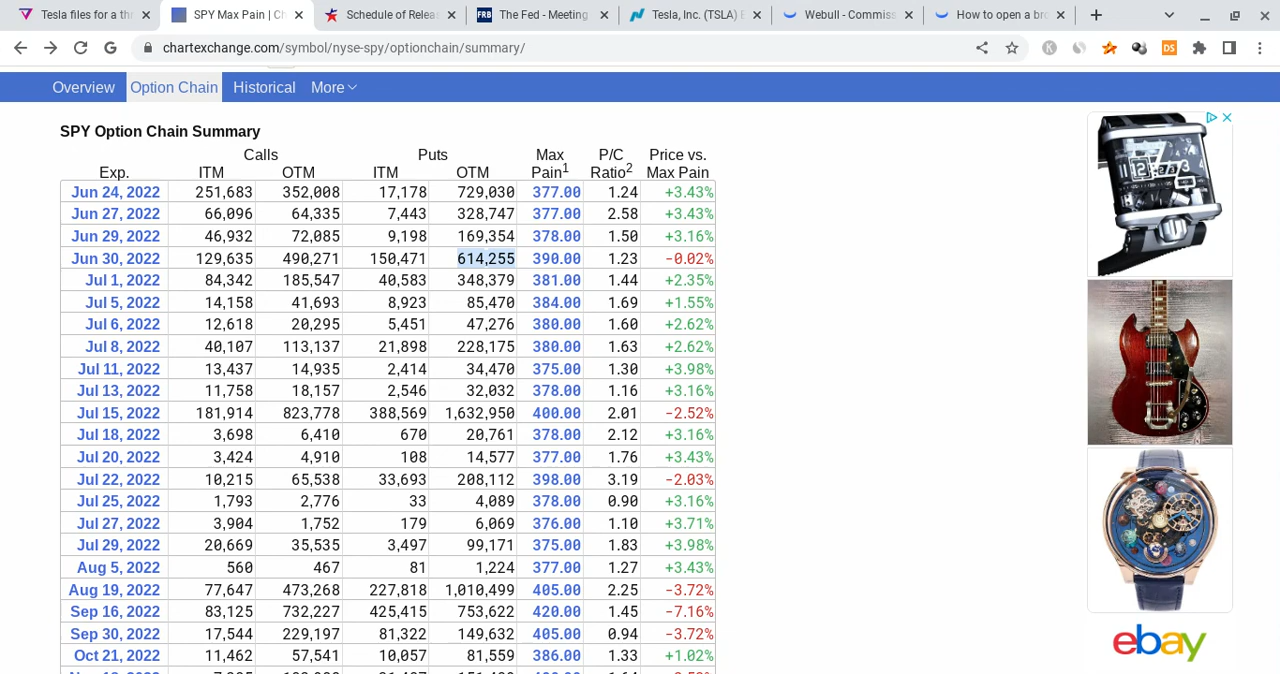 Tesla files for a thr
SPY Max Pain | Ch
Schedule of Releas
FRB
The Fed - Meeting
Tesla, Inc. (TSLA) E
Webull - Commiss
How to open a bro
chartexchange.com/symbol/nyse-spy/optionchain/summary/
K
DS
Overview Option Chain Historical More
SPY Option Chain Summary
Calls Puts Max P/C Price vs.
Exp. ITM OTM ITM OTM Pain1 Ratio2 Max Pain
Jun 24, 2022 251,683 352,008 17,178 729,030 377.00 1.24 +3.43%
Jun 27, 2022 66,096 64,335 7,443 328,747 377.00 2.58 +3.43%
Jun 29, 2022 46,932 72,085 9,198 169,354 378.00 1.50 +3.16%
Jun 30, 2022 129,635 490,271 150,471 614,255 390.00 1.23 -0.02%
Jul 1, 2022 84,342 185,547 40,583 348,379 381.00 1.44 +2.35%
Jul 5, 2022 14,158 41,693 8,923 85,470 384.00 1.69 +1.55%
Jul 6, 2022 12,618 20,295 5,451 47,276 380.00 1.60 +2.62%
Jul 8, 2022 40,107 113,137 21,898 228,175 380.00 1.63 +2.62%
Jul 11, 2022 13,437 14,935 2,414 34,470 375.00 1.30 +3.98%
Jul 13, 2022 11,758 18,157 2,546 32,032 378.00 1.16 +3.16%
Jul 15, 2022 181,914 823,778 388,569 1,632,950 400.00 2.01 -2.52%
Jul 18, 2022 3,698 6,410 670 20,761 378.00 2.12 +3.16%
Jul 20, 2022 3,424 4,910 108 14,577 377.00 1.76 +3.43%
Jul 22, 2022 10,215 65,538 33,693 208,112 398.00 3.19 -2.03%
Jul 25, 2022 1,793 2,776 33 4,089 378.00 0.90 +3.16%
Jul 27, 2022 3,904 1,752 179 6,069 376.00 1.10 +3.71%
Jul 29, 2022 20,669 35,535 3,497 99,171 375.00 1.83 +3.98%
Aug 5, 2022 560 467 81 1,224 377.00 1.27 +3.43%
Aug 19, 2022 77,647 473,268 227,818 1,010,499 405.00 2.25 -3.72%
Sep 16, 2022 83,125 732,227 425,415 753,622 420.00 1.45 -7.16%
Sep 30, 2022 17,544 229,197 81,322 149,632 405.00 0.94 -3.72%
Oct 21, 2022 11,462 57,541 10,057 81,559 386.00 1.33 +1.02%
ebay